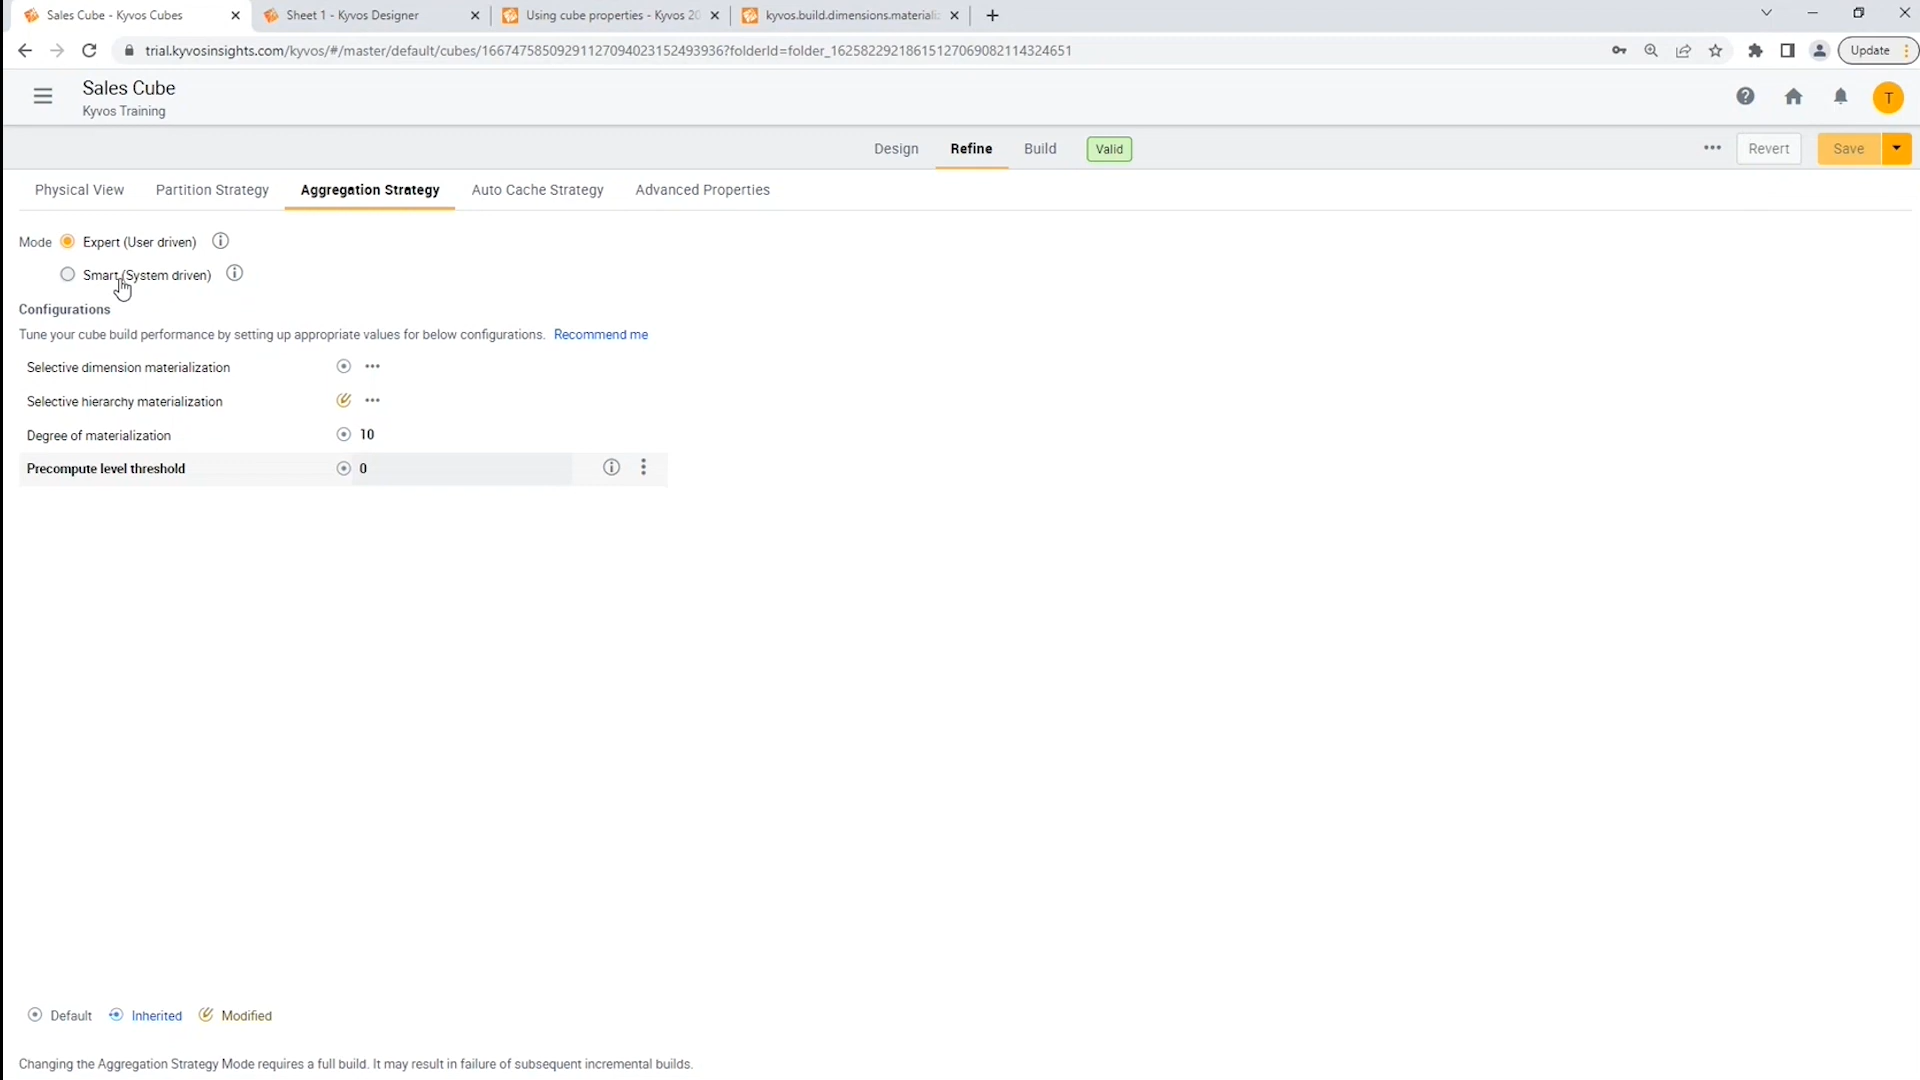 Sales Cube - Kyvos Cubes
Sheet 1 - Kyvos Designer
Using cube properties - Kyvos 20
kyvos.build.dimensions.materializ
trial.kyvosinsights.com/kyvos/#/master/default/cubes/16674758509291127094023152493936?folderId=folder_16258229218615127069082114324651
Update
Sales Cube
Kyvos Training
T
Design
Refine
Build
Valid
Revert
Save
Physical View
Partition Strategy
Aggregation Strategy
Auto Cache Strategy
Advanced Properties
Mode Expert (User driven)
Smart (System driven)
Configurations
Tune your cube build performance by setting up appropriate values for below configurations. Recommend me
Selective dimension materialization
Selective hierarchy materialization
Degree of materialization 10
Precompute level threshold 0
Default Inherited Modified
Changing the Aggregation Strategy Mode requires a full build. It may result in failure of subsequent incremental builds.